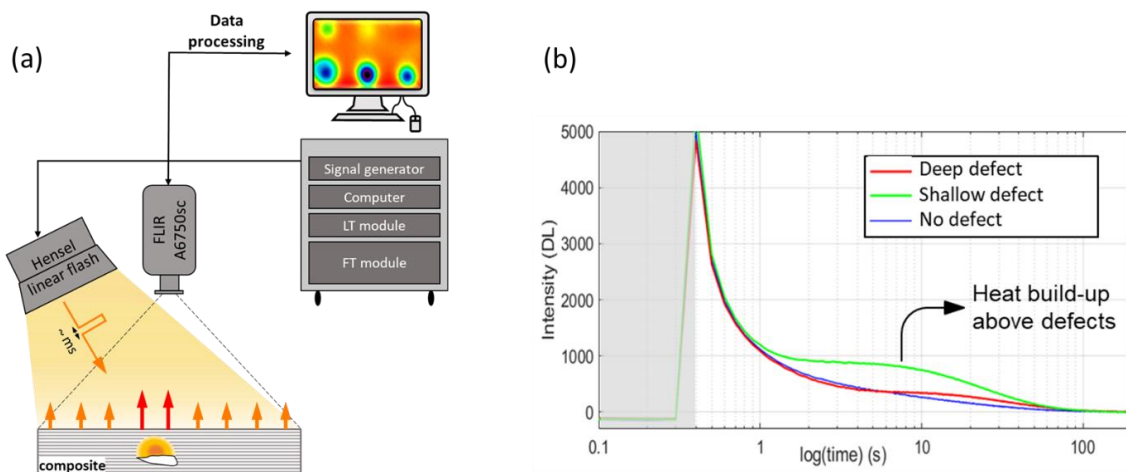 (a)
Data
processing
Signal generator
Computer
LT module
FT module
FLIR
A6750sc
Hensel
linear flash
~ ms
composite
(b)
5000
4000
3000
2000
1000
0
Intensity (DL)
Deep defect
Shallow defect
No defect
Heat build-up
above defects
0.1
1
10
100
log(time) (s)